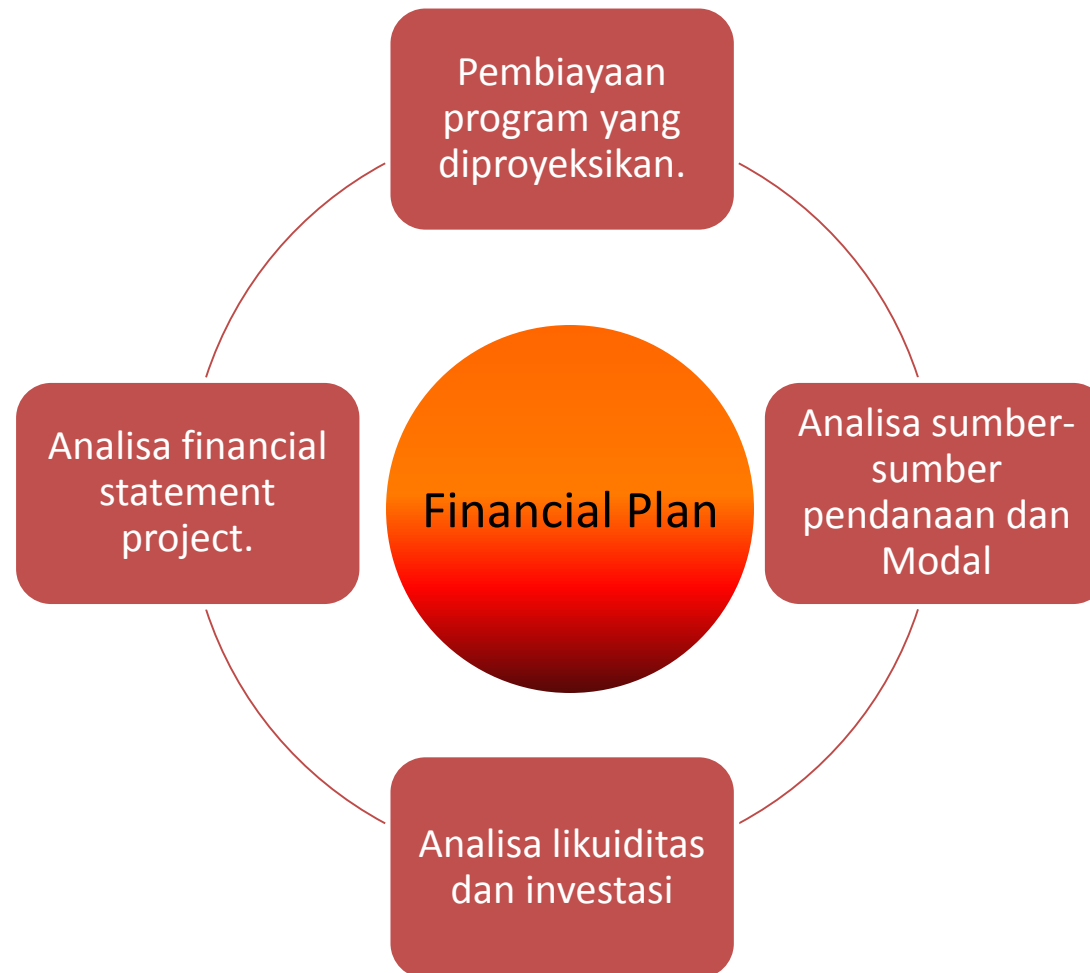 Pembiayaan
program yang
diproyeksikan.
Analisa financial
statement
project.
Financial Plan
Analisa sumber-
sumber
pendanaan dan
Modal
Analisa likuiditas
dan investasi